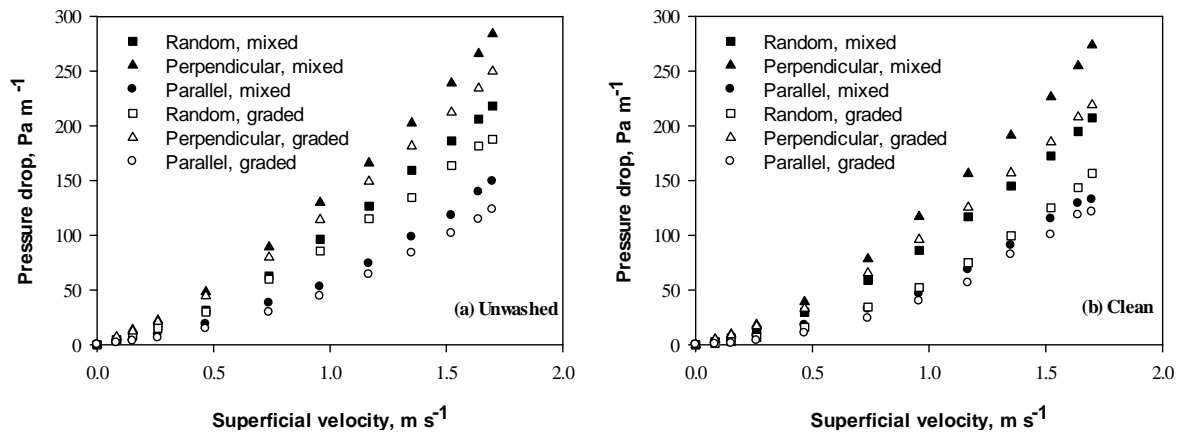 300
250
200
150
100
50
0
Pressure drop, Pa m⁻¹
Random, mixed
Perpendicular, mixed
Parallel, mixed
Random, graded
Perpendicular, graded
Parallel, graded
(a) Unwashed
0.0 0.5 1.0 1.5 2.0
Superficial velocity, m s⁻¹
300
250
200
150
100
50
0
Pressure drop, Pa m⁻¹
Random, mixed
Perpendicular, mixed
Parallel, mixed
Random, graded
Perpendicular, graded
Parallel, graded
(b) Clean
0.0 0.5 1.0 1.5 2.0
Superficial velocity, m s⁻¹